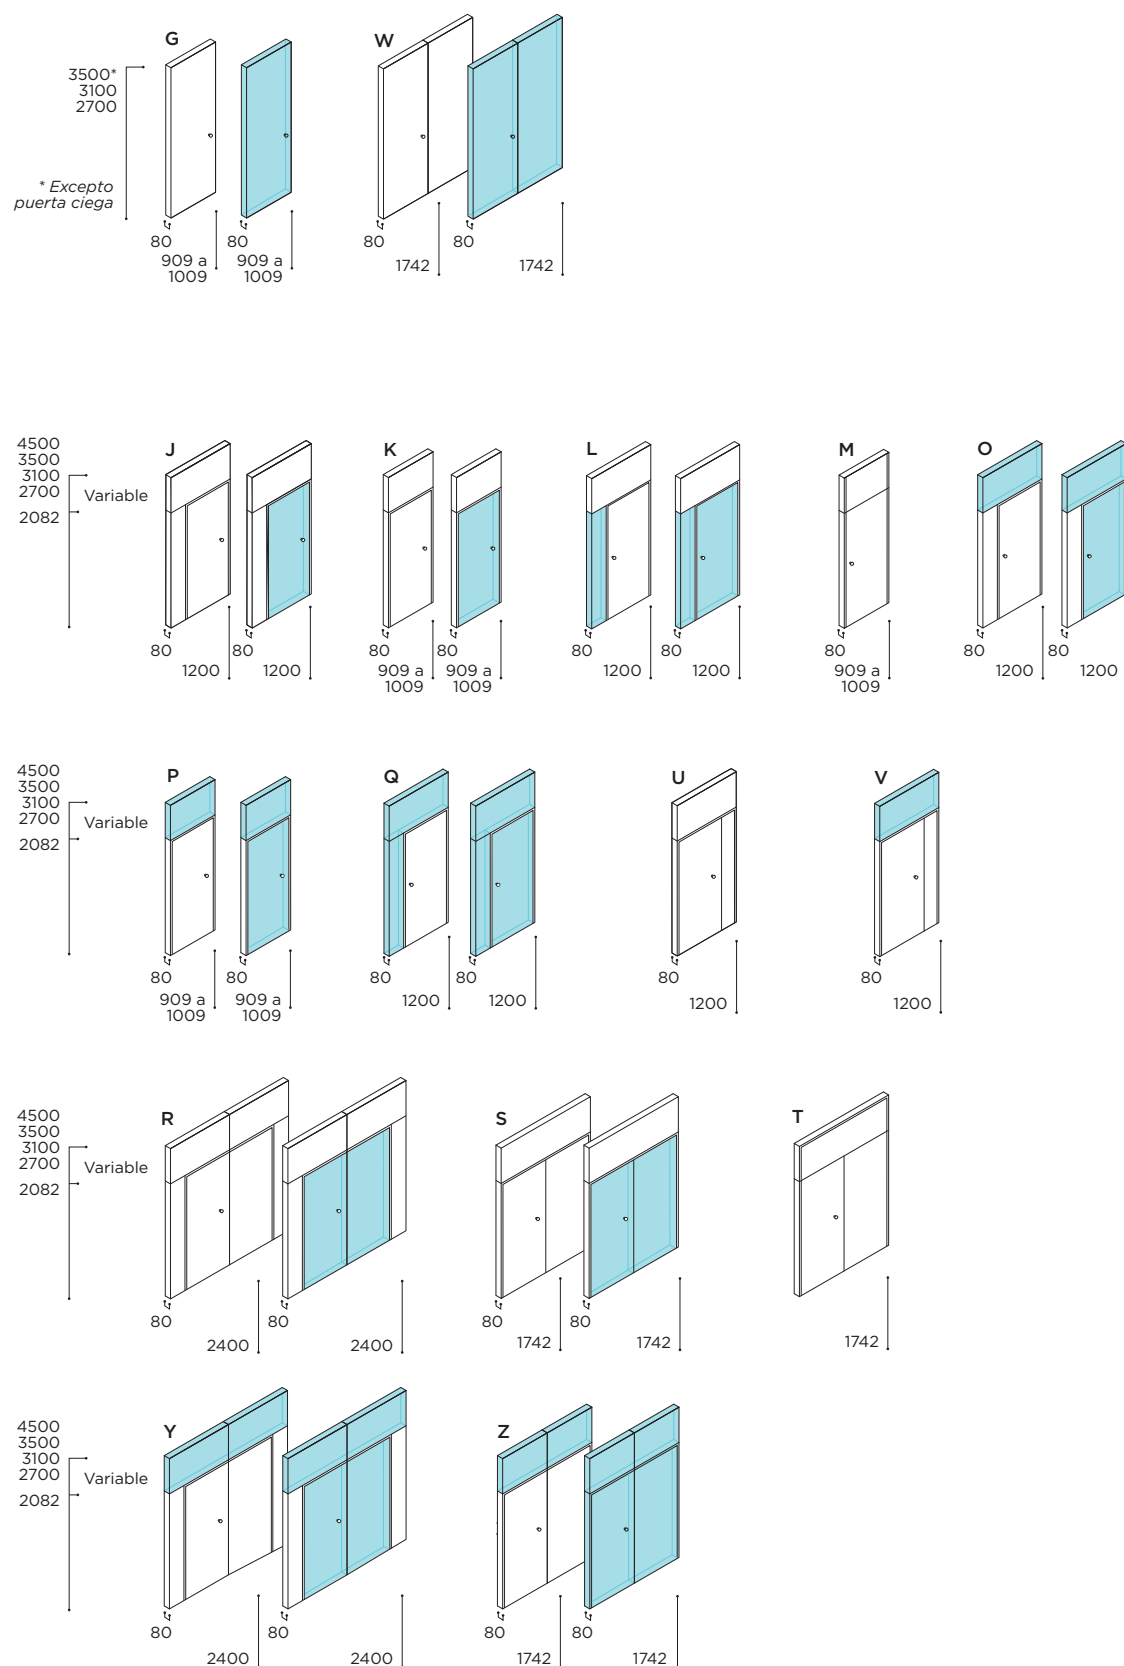 G
W
3500*
3100
2700
* Excepto
puerta ciega
80
80
80
80
909 a
1009
909 a
1009
1742
1742
4500
3500
3100
2700
2082
Variable
J
K
L
M
O
80
80
80
80
80
80
80
80
80
1200
1200
909 a
1009
909 a
1009
1200
1200
909 a
1009
1200
1200
4500
3500
3100
2700
2082
Variable
P
Q
U
V
80
80
80
80
80
80
909 a
1009
909 a
1009
1200
1200
1200
1200
4500
3500
3100
2700
2082
Variable
R
S
T
80
80
80
80
2400
2400
1742
1742
1742
4500
3500
3100
2700
2082
Variable
Y
Z
80
80
80
80
2400
2400
1742
1742